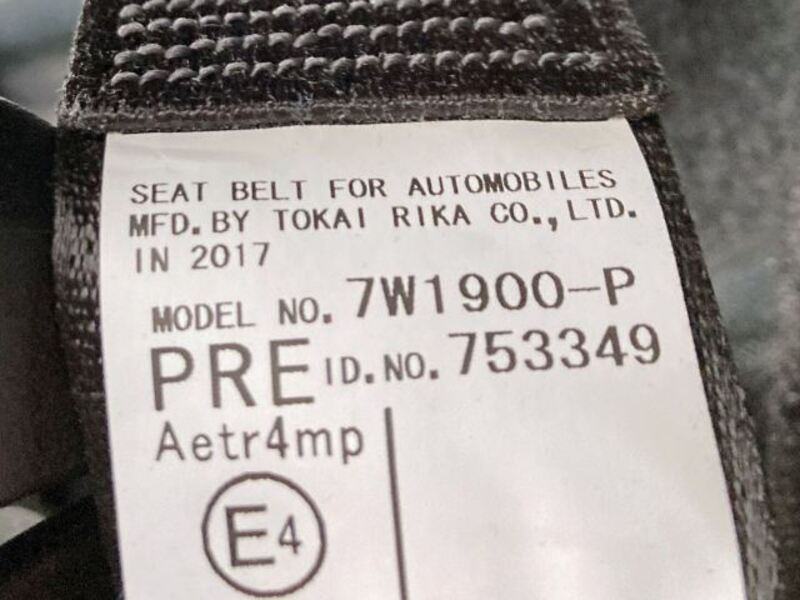 SEAT BELT FOR AUTOMOBILES
MFD. BY TOKAI RIKA CO., LTD.
IN 2017
MODEL NO. 7W1900-P
PRE ID. NO. 753349
Aetr4mp
E4